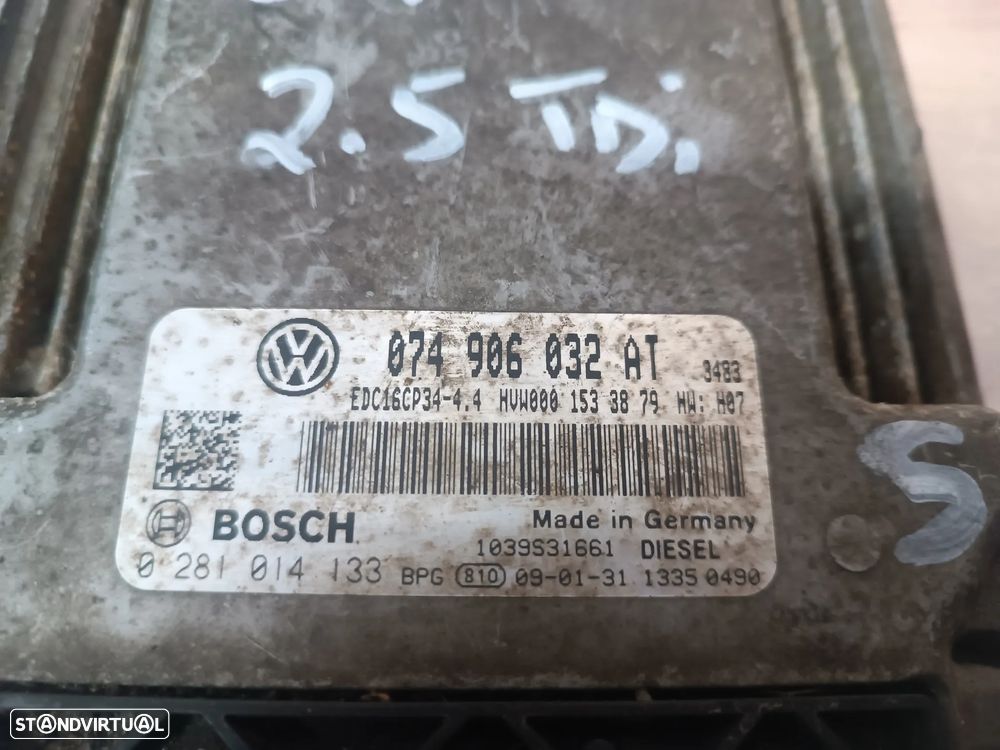 2.5 TDi
VW 074 906 032 AT 3483
EDC16CP34-4.4 HVW000 153 38 79 HW: H07
S
BOSCH Made in Germany
1039S31661 DIESEL
0 281 014 133 BPG 810 09-01-31 1335 0490
STANDVIRTUAL